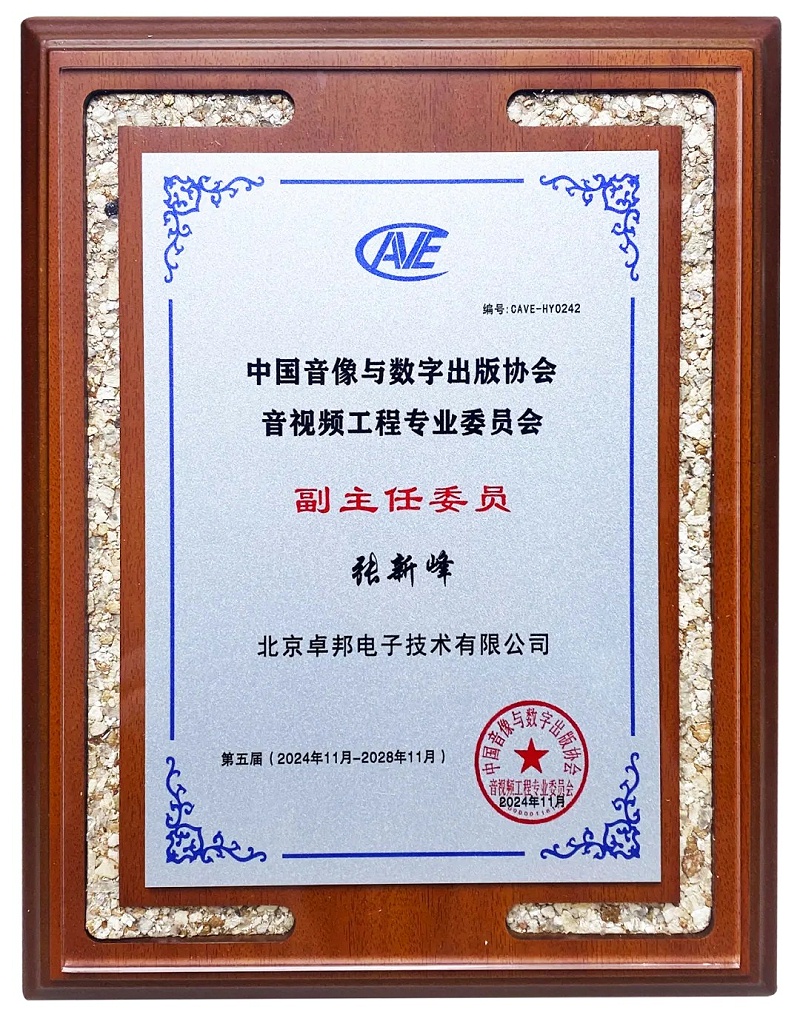 CAVE
编号:CAVE-HY0242
中国音像与数字出版协会
音视频工程专业委员会
副主任委员
张新峰
北京卓邦电子技术有限公司
第五届（2024年11月-2028年11月）
中国音像与数字出版协会
音视频工程专业委员会
2024年11月